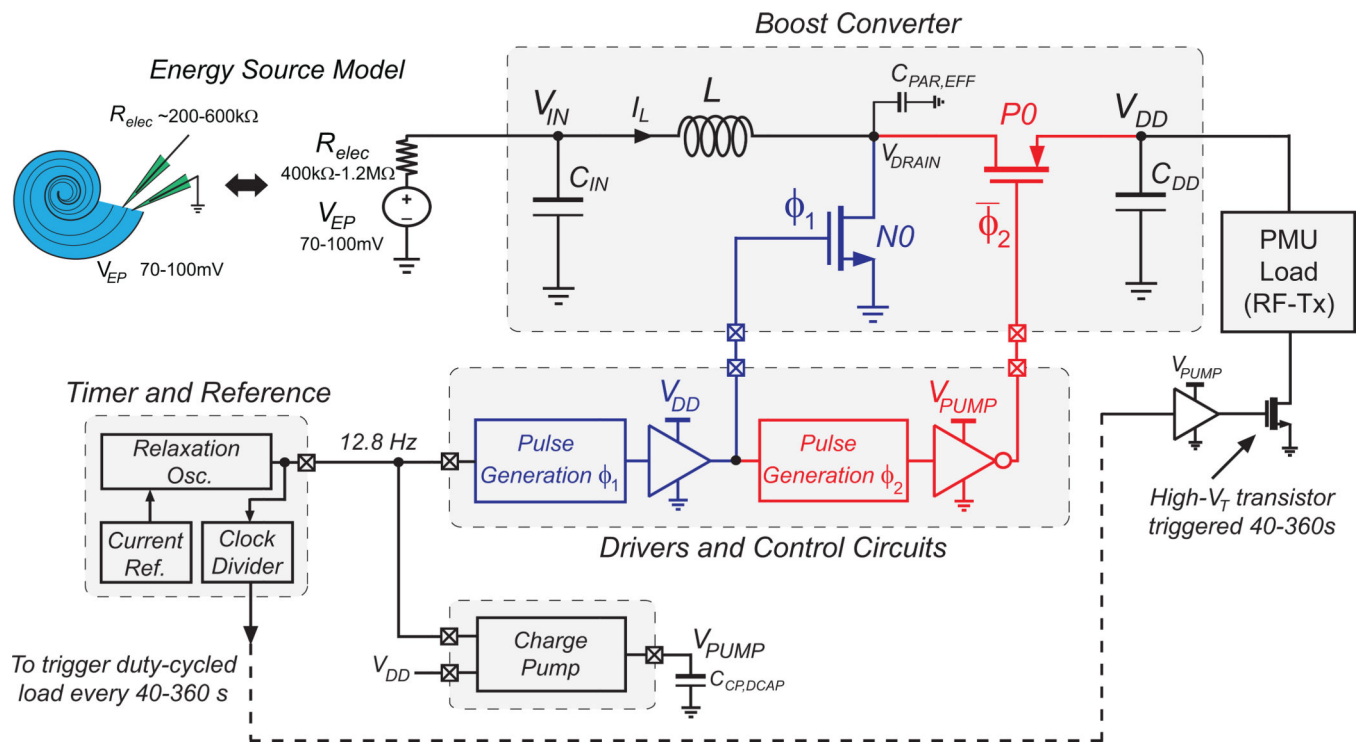 Boost Converter
Energy Source Model
R_elec ~200-600kΩ
R_elec
400kΩ-1.2MΩ
V_EP
70-100mV
V_EP 70-100mV
V_IN
I_L
L
C_PAR,EFF
P0
V_DD
V_DRAIN
C_IN
ϕ_1
N0
ϕ̅_2
C_DD
PMU
Load
(RF-Tx)
V_PUMP
High-V_T transistor
triggered 40-360s
Timer and Reference
Relaxation
Osc.
Current
Ref.
Clock
Divider
12.8 Hz
Pulse
Generation ϕ_1
V_DD
Pulse
Generation ϕ_2
V_PUMP
Drivers and Control Circuits
To trigger duty-cycled
load every 40-360 s
V_DD
Charge
Pump
V_PUMP
C_CP,DCAP